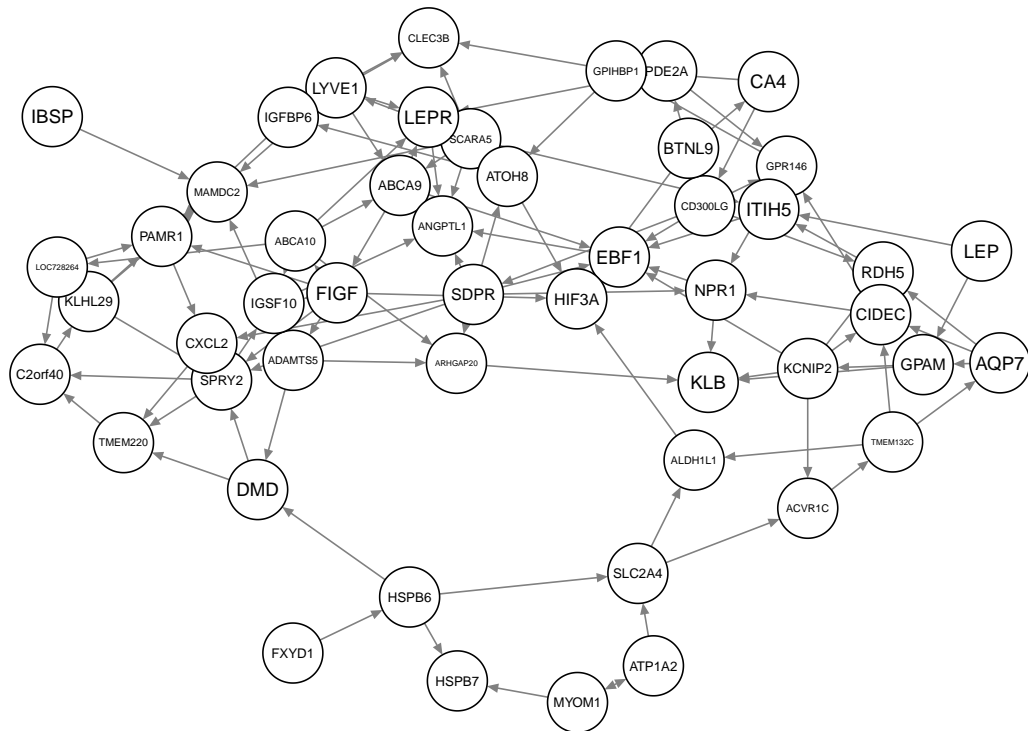 CLEC3B
GPIHBP1
PDE2A
CA4
LYVE1
IBSP
IGFBP6
LEPR
SCARA5
BTNL9
GPR146
ATOH8
ABCA9
MAMDC2
CD300LG
ITIH5
ANGPTL1
PAMR1
ABCA10
EBF1
LEP
LOC728264
RDH5
KLHL29
IGSF10
FIGF
SDPR
HIF3A
NPR1
CIDEC
CXCL2
C2orf40
SPRY2
ADAMTS5
ARHGAP20
KLB
KCNIP2
GPAM
AQP7
TMEM220
TMEM132C
ALDH1L1
DMD
ACVR1C
SLC2A4
HSPB6
FXYD1
HSPB7
ATP1A2
MYOM1